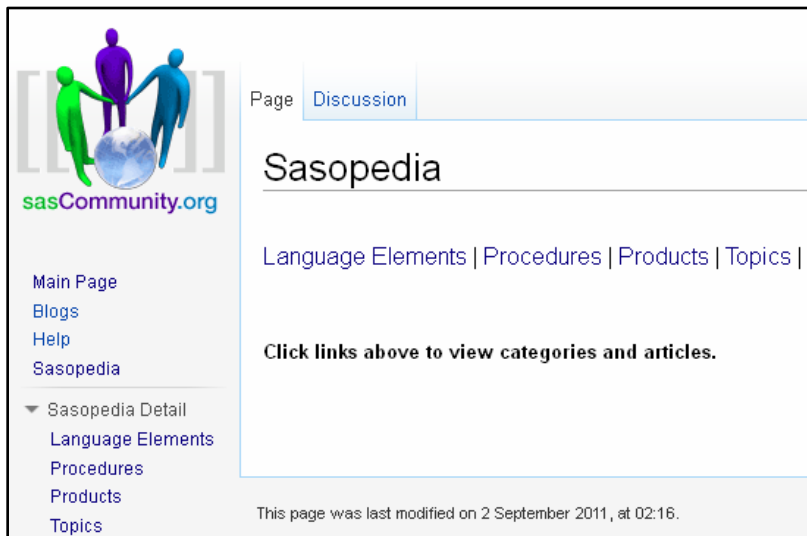 sasCommunity.org
Main Page
Blogs
Help
Sasopedia
Sasopedia Detail
Language Elements
Procedures
Products
Topics
Page Discussion
Sasopedia
Language Elements | Procedures | Products | Topics |
Click links above to view categories and articles.
This page was last modified on 2 September 2011, at 02:16.